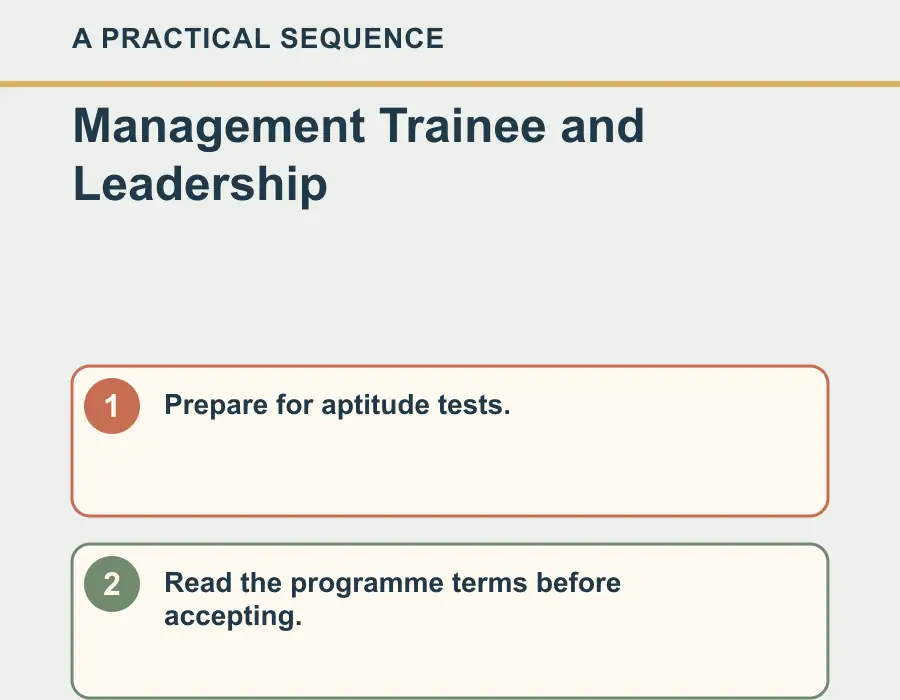 A PRACTICAL SEQUENCE
Management Trainee and
Leadership
1
Prepare for aptitude tests.
2
Read the programme terms before
accepting.